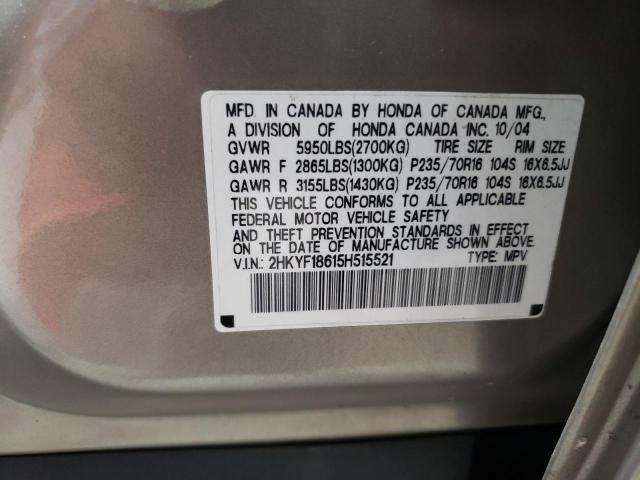 MFD. IN CANADA BY HONDA OF CANADA MFG.,
A DIVISION OF HONDA CANADA INC. 10/04
GVWR 5950LBS(2700KG) TIRE SIZE RIM SIZE
GAWR F 2865LBS(1300KG) P235/70R16 104S 16X6.5JJ
GAWR R 3155LBS(1430KG) P235/70R16 104S 16X6.5JJ
THIS VEHICLE CONFORMS TO ALL APPLICABLE
FEDERAL MOTOR VEHICLE SAFETY
AND THEFT PREVENTION STANDARDS IN EFFECT
ON THE DATE OF MANUFACTURE SHOWN ABOVE.
V.I.N.: 2HKYF18615H515521 TYPE: MPV